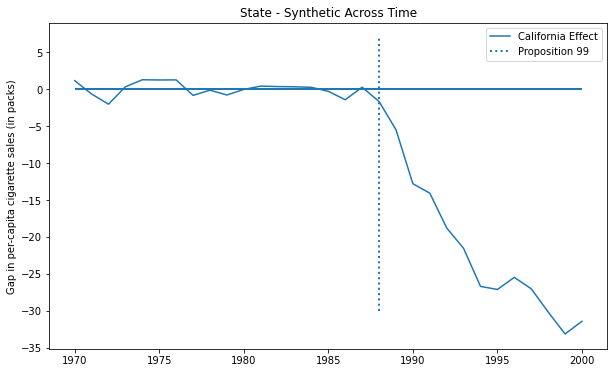 State - Synthetic Across Time
California Effect
Proposition 99
Gap in per-capita cigarette sales (in packs)
5
0
−5
−10
−15
−20
−25
−30
−35
1970 1975 1980 1985 1990 1995 2000